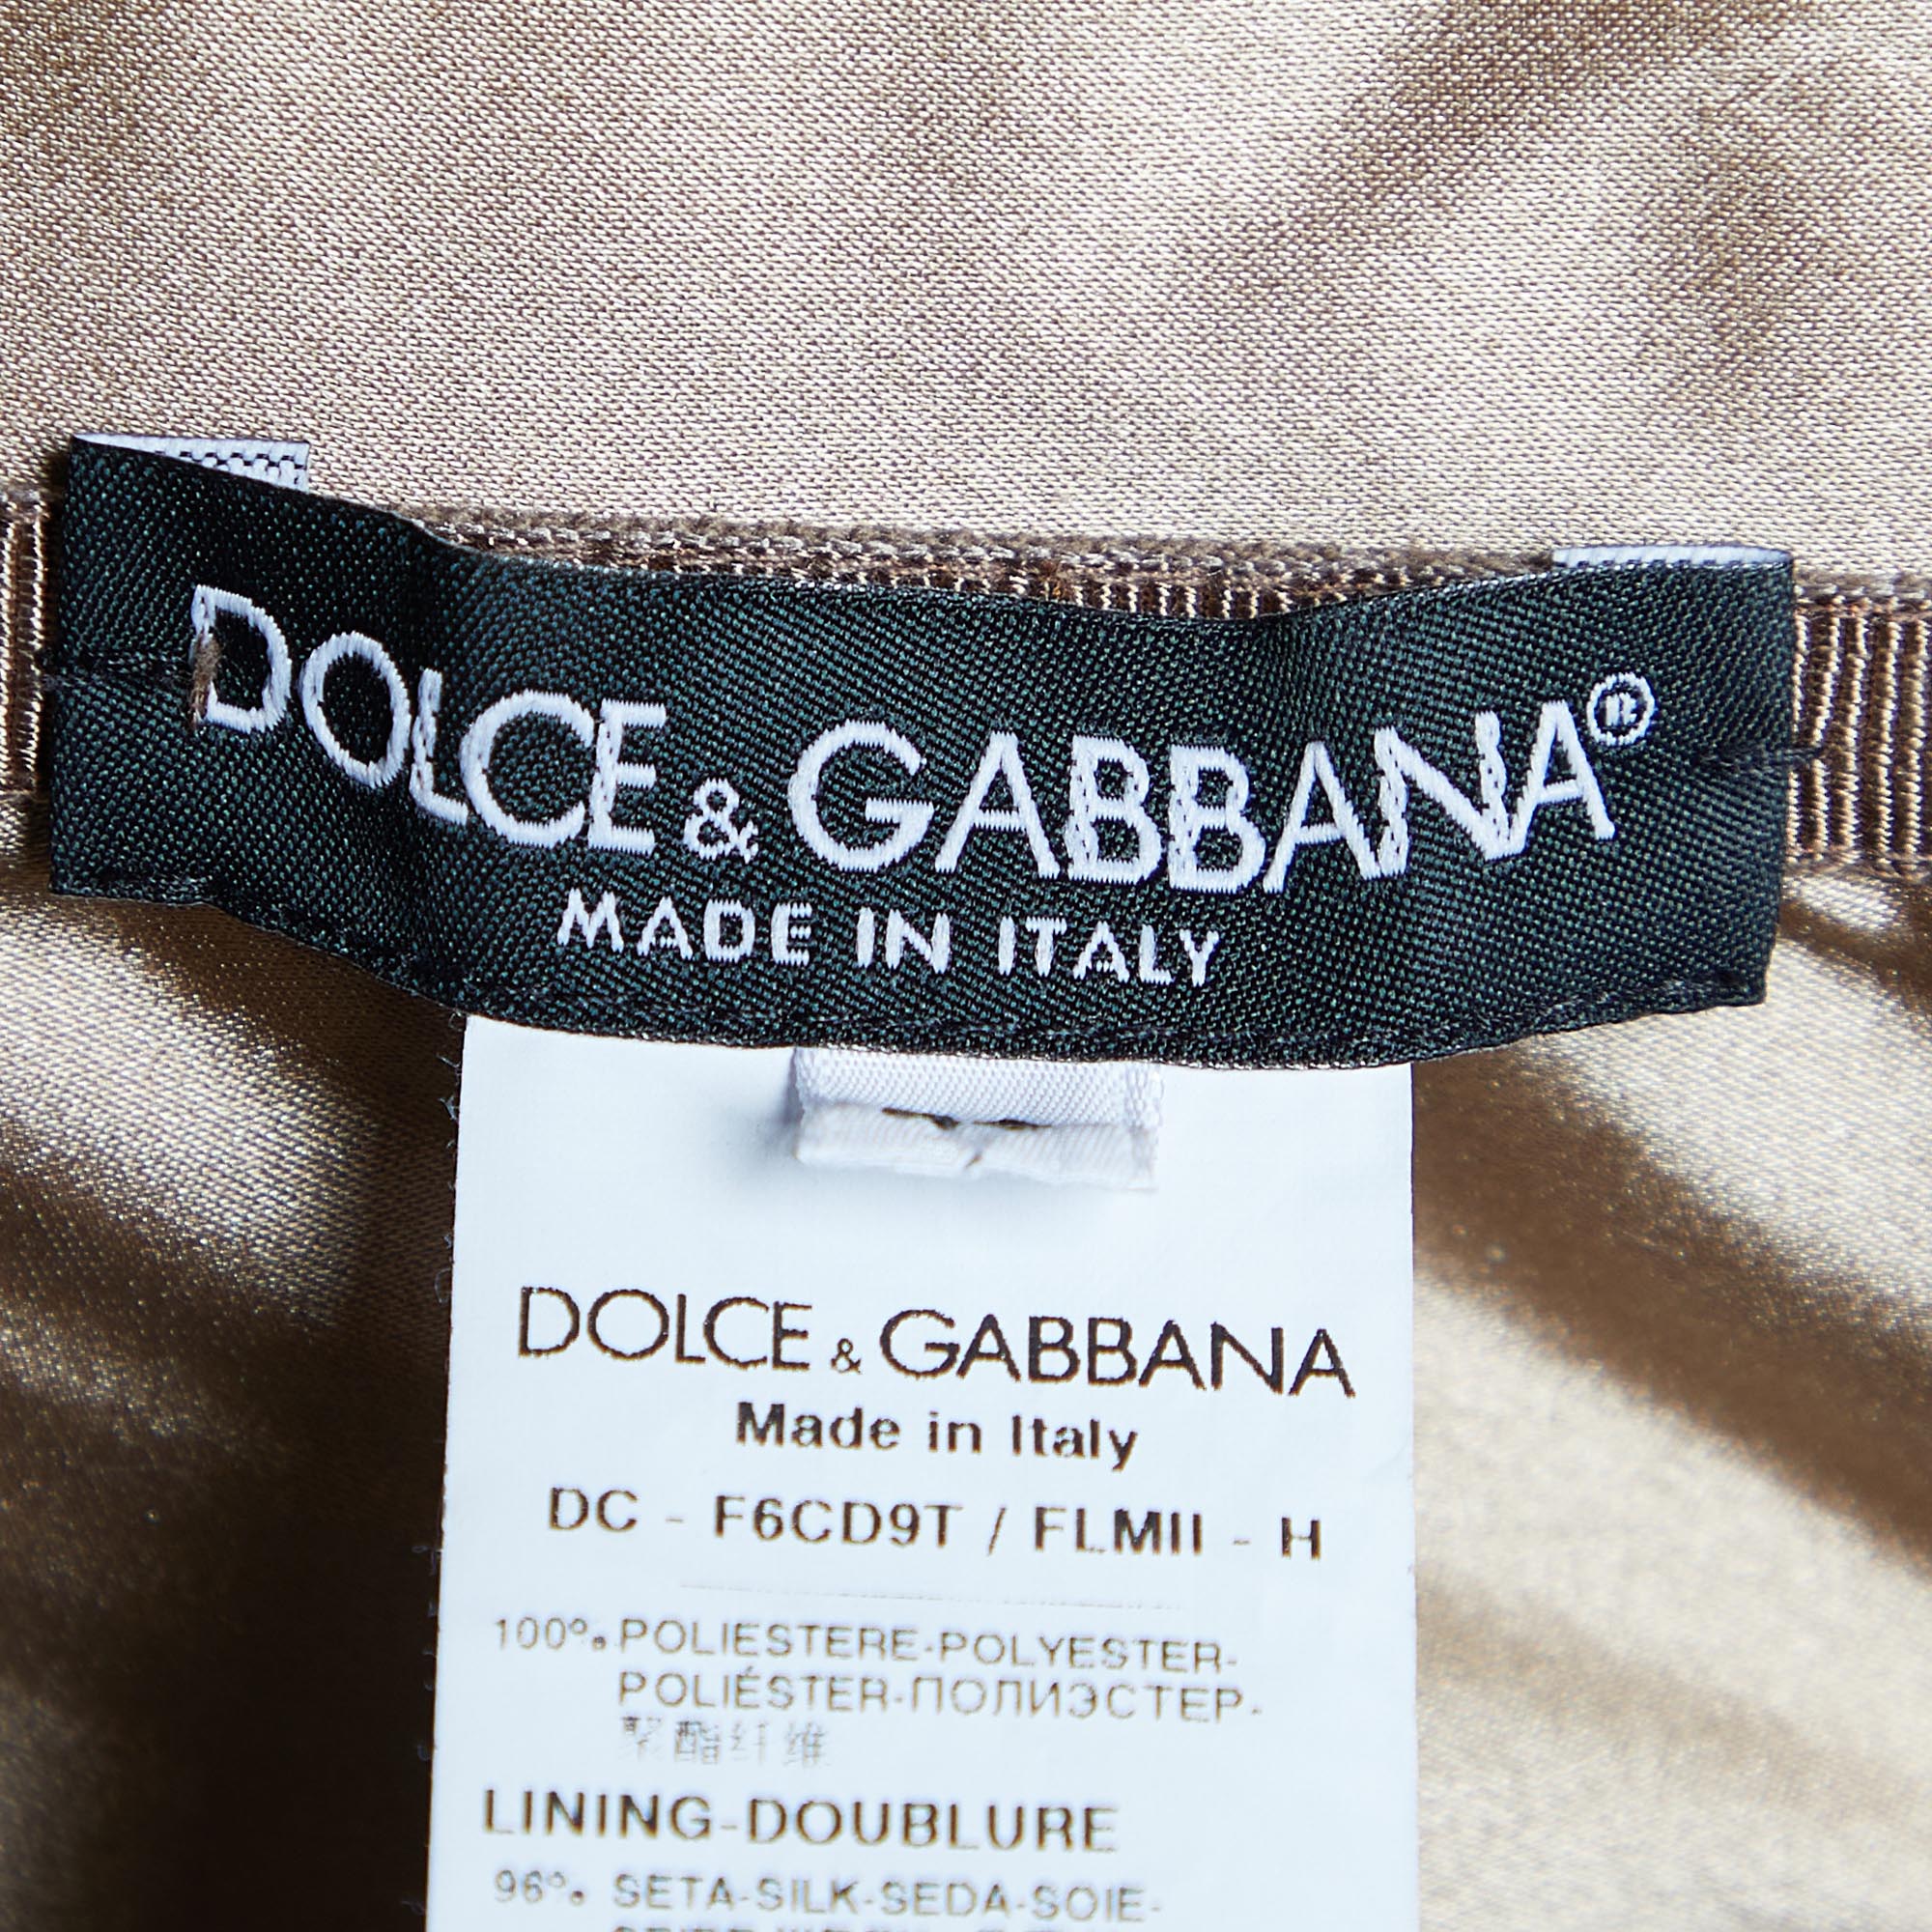 DOLCE & GABBANA®
MADE IN ITALY
DOLCE & GABBANA
Made in Italy
DC - F6CD9T / FLMII - H
100% POLIESTERE-POLYESTER-
POLIÉSTER-ПОЛИЭСТЕР-
聚酯纤维
LINING-DOUBLURE
96% SETA-SILK-SEDA-SOIE-